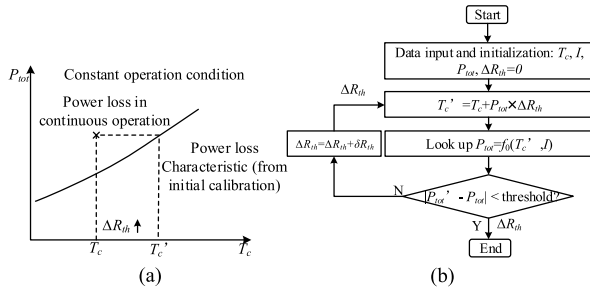 P_tot
Constant operation condition
Power loss in
continuous operation
Power loss
Characteristic (from
initial calibration)
ΔR_th ↑
T_c
T_c'
T_c
(a)
Start
Data input and initialization: T_c, I,
P_tot, ΔR_th=0
ΔR_th
T_c’ =T_c+P_tot×ΔR_th
ΔR_th=ΔR_th+δR_th
Look up P_tot=f_0(T_c’ ,I)
N
|P_tot’ - P_tot| < threshold?
Y
ΔR_th
End
(b)